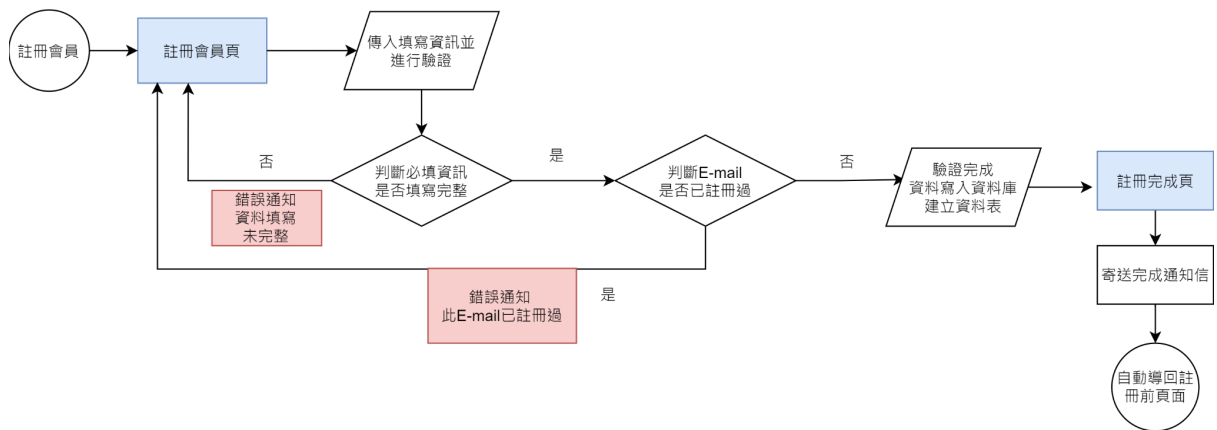 註冊會員
註冊會員頁
傳入填寫資訊並
進行驗證
否
判斷必填資訊
是否填寫完整
是
判斷E-mail
是否已註冊過
否
驗證完成
資料寫入資料庫
建立資料表
註冊完成頁
錯誤通知
資料填寫
未完整
錯誤通知
此E-mail已註冊過
是
寄送完成通知信
自動導回註
冊前頁面